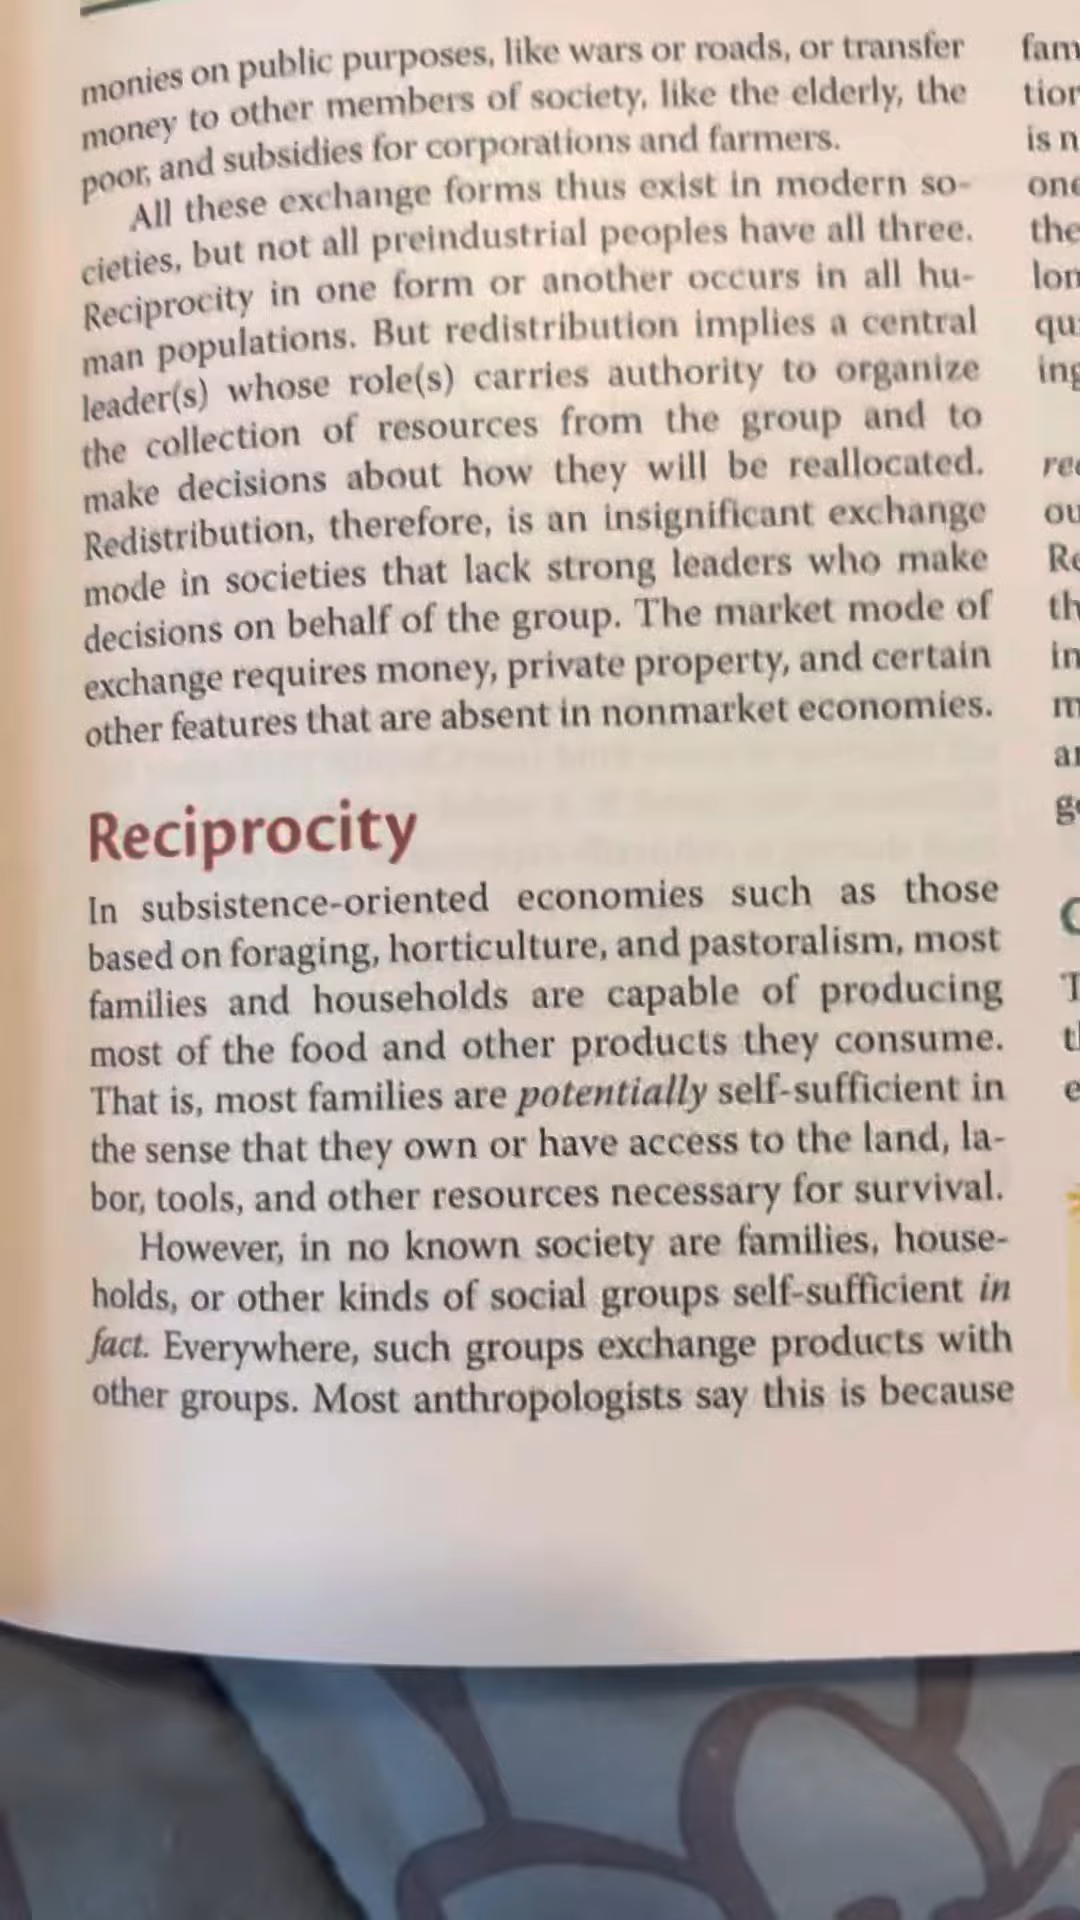 monies on public purposes, like wars or roads, or transfer
money to other members of society, like the elderly, the
poor, and subsidies for corporations and farmers.
All these exchange forms thus exist in modern so-
cieties, but not all preindustrial peoples have all three.
Reciprocity in one form or another occurs in all hu-
man populations. But redistribution implies a central
leader(s) whose role(s) carries authority to organize
the collection of resources from the group and to
make decisions about how they will be reallocated.
Redistribution, therefore, is an insignificant exchange
mode in societies that lack strong leaders who make
decisions on behalf of the group. The market mode of
exchange requires money, private property, and certain
other features that are absent in nonmarket economies.
Reciprocity
In subsistence-oriented economies such as those
based on foraging, horticulture, and pastoralism, most
families and households are capable of producing
most of the food and other products they consume.
That is, most families are potentially self-sufficient in
the sense that they own or have access to the land, la-
bor, tools, and other resources necessary for survival.
However, in no known society are families, house-
holds, or other kinds of social groups self-sufficient in
fact. Everywhere, such groups exchange products with
other groups. Most anthropologists say this is because
is
the